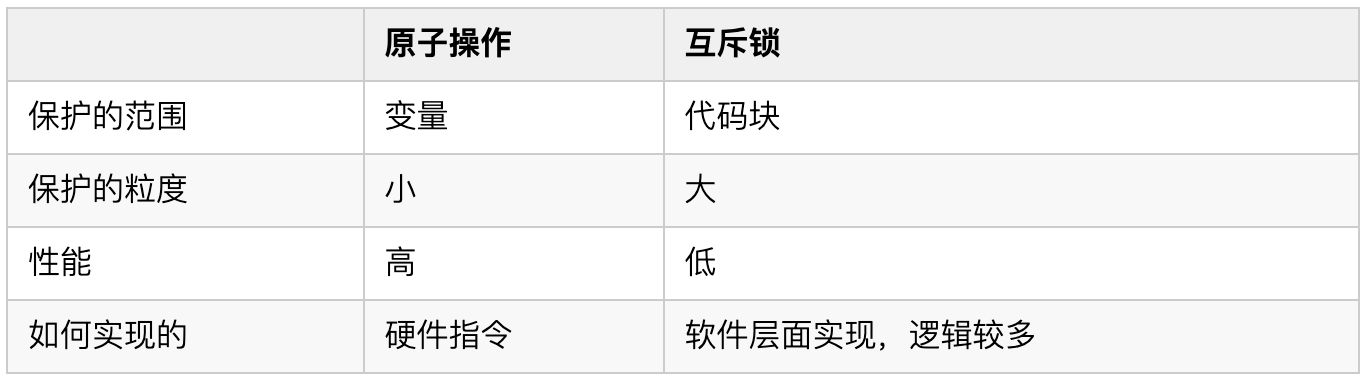 原子操作 互斥锁
保护的范围 变量 代码块
保护的粒度 小 大
性能 高 低
如何实现的 硬件指令 软件层面实现，逻辑较多